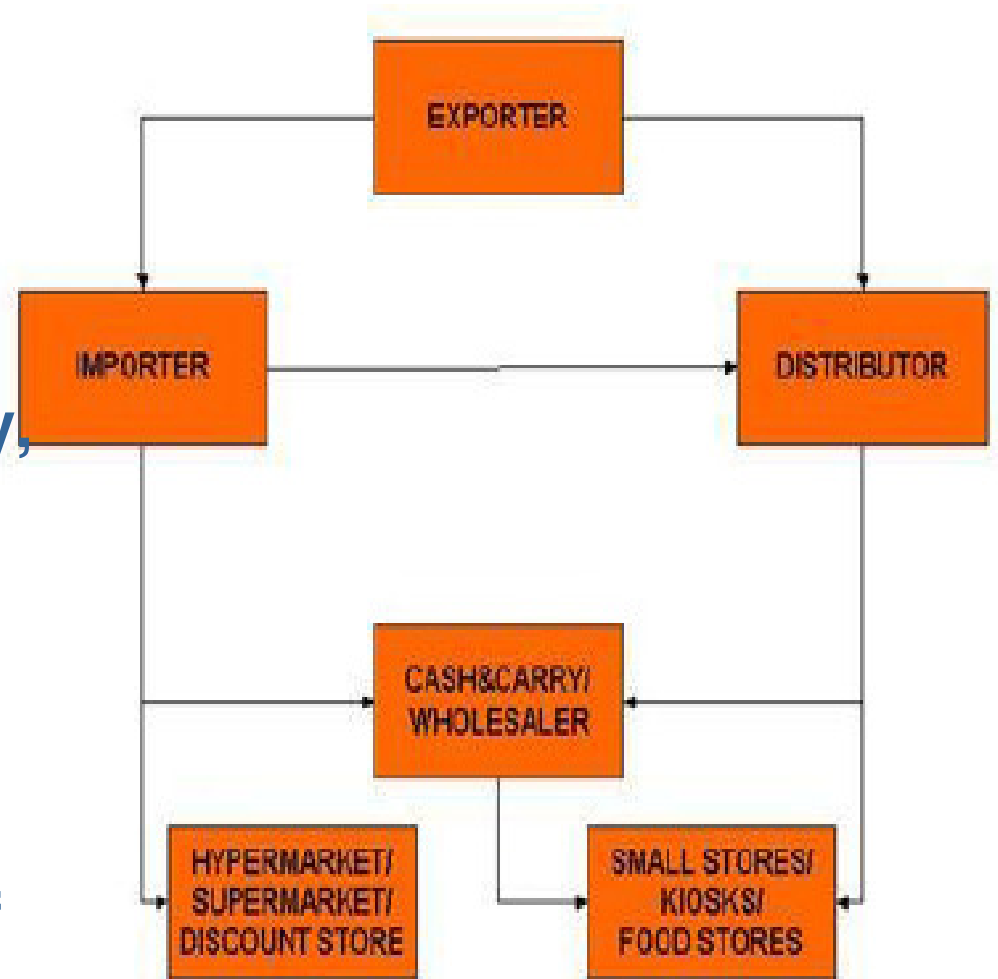 EXPORTER
IMPORTER
DISTRIBUTOR
y,
CASH&CARRY/
WHOLESALER
HYPERMARKET/
SUPERMARKET/
DISCOUNT STORE
SMALL STORES/
KIOSKS/
FOOD STORES